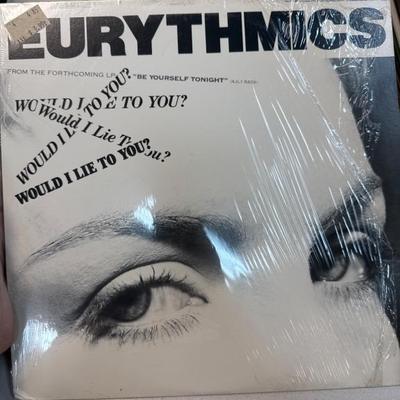 EURYTHMICS
FROM THE FORTHCOMING LP, "BE YOURSELF TONIGHT"
WOULD I LIE TO YOU?
Would I Lie To You?
WOULD I LIE TO YOU?
WOULD I LIE TO YOU?